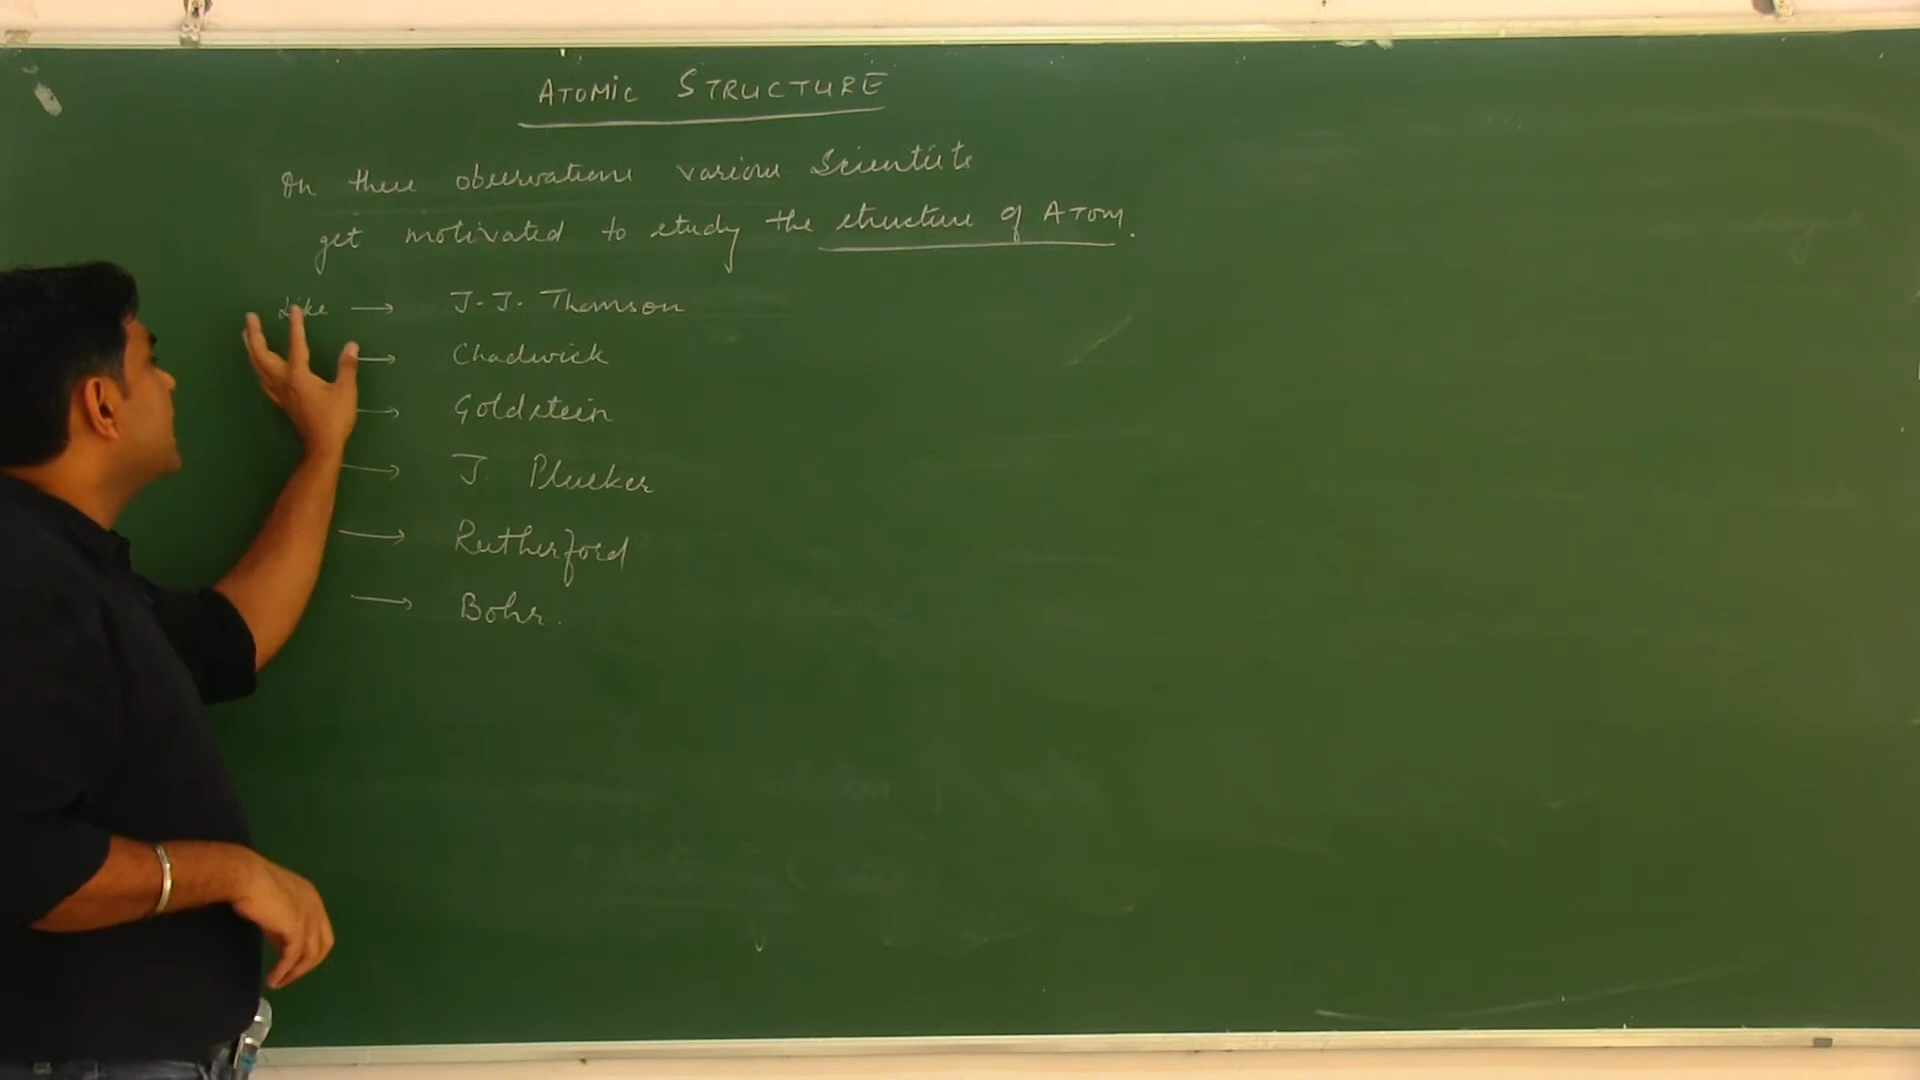 ATOMIC STRUCTURE
On these observations various Scientists
get motivated to study the structure of ATOM.
Like → J.J. Thomson
→ Chadwick
→ Goldstein
→ J. Plucker
→ Rutherford
→ Bohr.